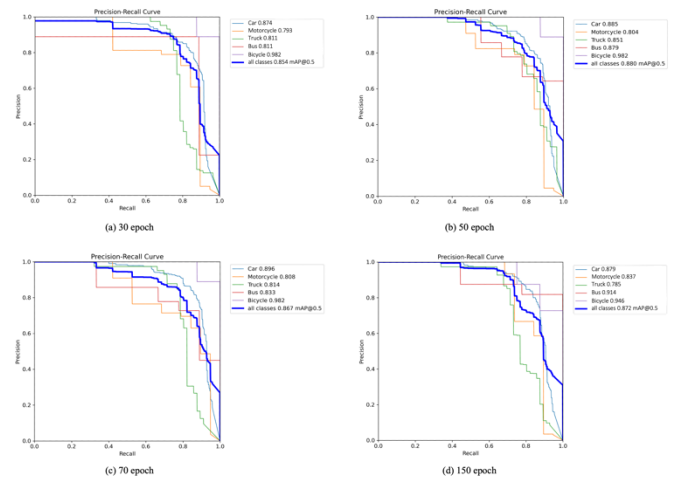 Precision-Recall Curve
Precision
1.0
0.8
0.6
0.4
0.2
0.0
0.0 0.2 0.4 0.6 0.8 1.0
Recall
Car 0.874
Motorcycle 0.793
Truck 0.811
Bus 0.811
Bicycle 0.982
all classes 0.854 mAP@0.5
(a) 30 epoch
Precision-Recall Curve
Precision
1.0
0.8
0.6
0.4
0.2
0.0
0.0 0.2 0.4 0.6 0.8 1.0
Recall
Car 0.885
Motorcycle 0.804
Truck 0.851
Bus 0.879
Bicycle 0.982
all classes 0.880 mAP@0.5
(b) 50 epoch
Precision-Recall Curve
Precision
1.0
0.8
0.6
0.4
0.2
0.0
0.0 0.2 0.4 0.6 0.8 1.0
Recall
Car 0.896
Motorcycle 0.808
Truck 0.814
Bus 0.833
Bicycle 0.982
all classes 0.867 mAP@0.5
(c) 70 epoch
Precision-Recall Curve
Precision
1.0
0.8
0.6
0.4
0.2
0.0
0.0 0.2 0.4 0.6 0.8 1.0
Recall
Car 0.879
Motorcycle 0.837
Truck 0.785
Bus 0.914
Bicycle 0.946
all classes 0.872 mAP@0.5
(d) 150 epoch